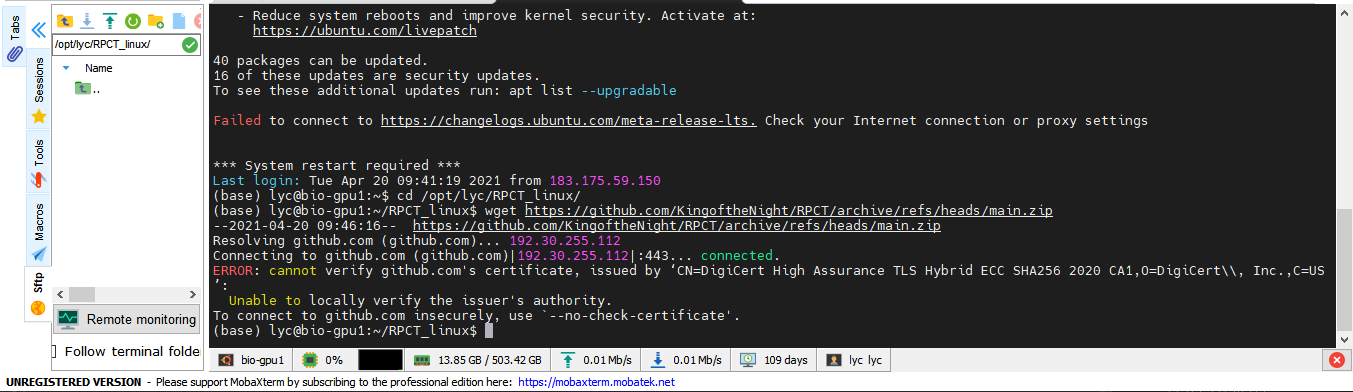 Tabs
Sessions
Tools
Macros
Sftp
/opt/lyc/RPCT_linux/
Name
..
Remote monitoring
Follow terminal folde
- Reduce system reboots and improve kernel security. Activate at:
https://ubuntu.com/livepatch
40 packages can be updated.
16 of these updates are security updates.
To see these additional updates run: apt list --upgradable
Failed to connect to https://changelogs.ubuntu.com/meta-release-lts. Check your Internet connection or proxy settings
*** System restart required ***
Last login: Tue Apr 20 09:41:19 2021 from 183.175.59.150
(base) lyc@bio-gpu1:~$ cd /opt/lyc/RPCT_linux/
(base) lyc@bio-gpu1:~/RPCT_linux$ wget https://github.com/KingoftheNight/RPCT/archive/refs/heads/main.zip
--2021-04-20 09:46:16--  https://github.com/KingoftheNight/RPCT/archive/refs/heads/main.zip
Resolving github.com (github.com)... 192.30.255.112
Connecting to github.com (github.com)|192.30.255.112|:443... connected.
ERROR: cannot verify github.com's certificate, issued by ‘CN=DigiCert High Assurance TLS Hybrid ECC SHA256 2020 CA1,O=DigiCert\\, Inc.,C=US
’:
Unable to locally verify the issuer's authority.
To connect to github.com insecurely, use `--no-check-certificate'.
(base) lyc@bio-gpu1:~/RPCT_linux$
bio-gpu1 0% 13.85 GB / 503.42 GB 0.01 Mb/s 0.01 Mb/s 109 days lyc lyc
UNREGISTERED VERSION - Please support MobaXterm by subscribing to the professional edition here: https://mobaxterm.mobatek.net